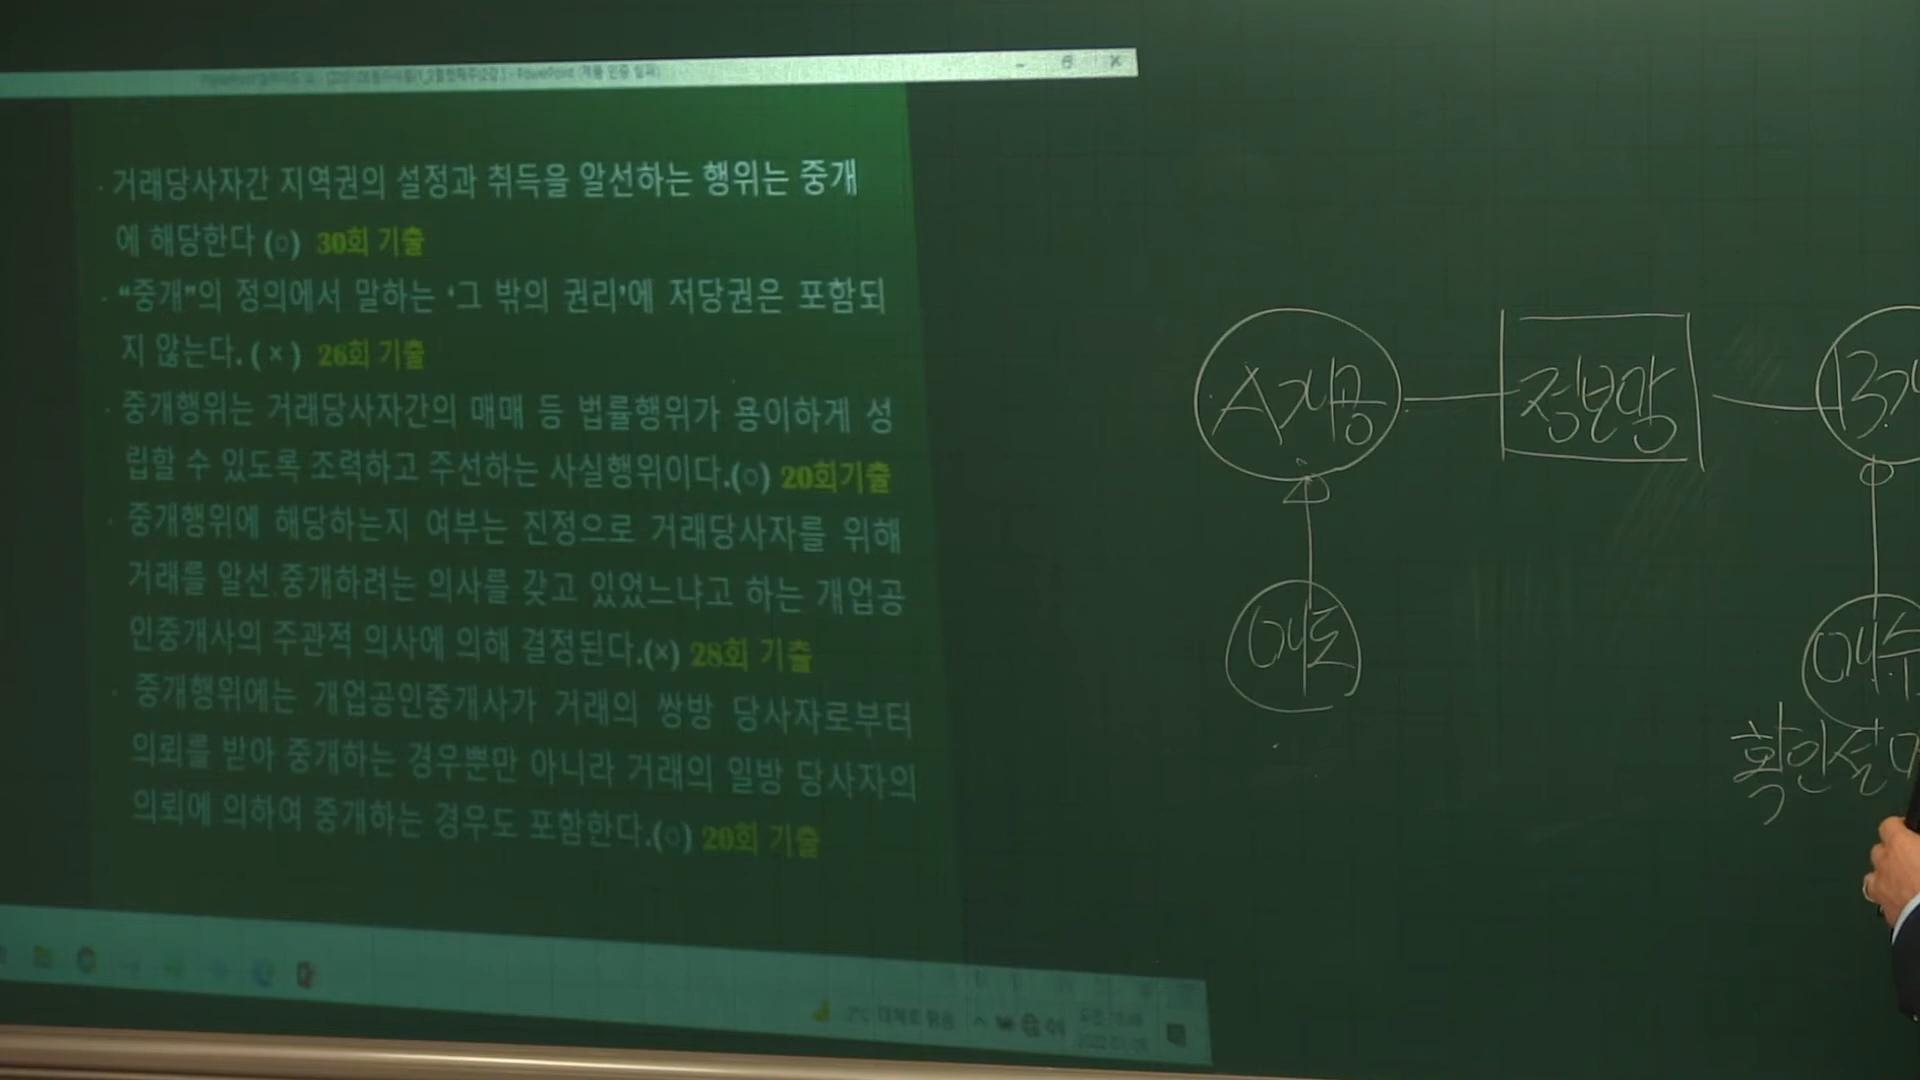 · 거래당사자간 지역권의 설정과 취득을 알선하는 행위는 중개
에 해당한다 (○) 30회 기출
· “중개”의 정의에서 말하는 ‘그 밖의 권리’에 저당권은 포함되
지 않는다. ( × ) 26회 기출
· 중개행위는 거래당사자간의 매매 등 법률행위가 용이하게 성
립할 수 있도록 조력하고 주선하는 사실행위이다.(○) 20회기출
· 중개행위에 해당하는지 여부는 진정으로 거래당사자를 위해
거래를 알선.중개하려는 의사를 갖고 있었느냐고 하는 개업공
인중개사의 주관적 의사에 의해 결정된다.(×) 28회 기출
· 중개행위에는 개업공인중개사가 거래의 쌍방 당사자로부터
의뢰를 받아 중개하는 경우뿐만 아니라 거래의 일방 당사자의
의뢰에 의하여 중개하는 경우도 포함한다.(○) 20회 기출
A개공
정보망
B개
매도
매수
확인설